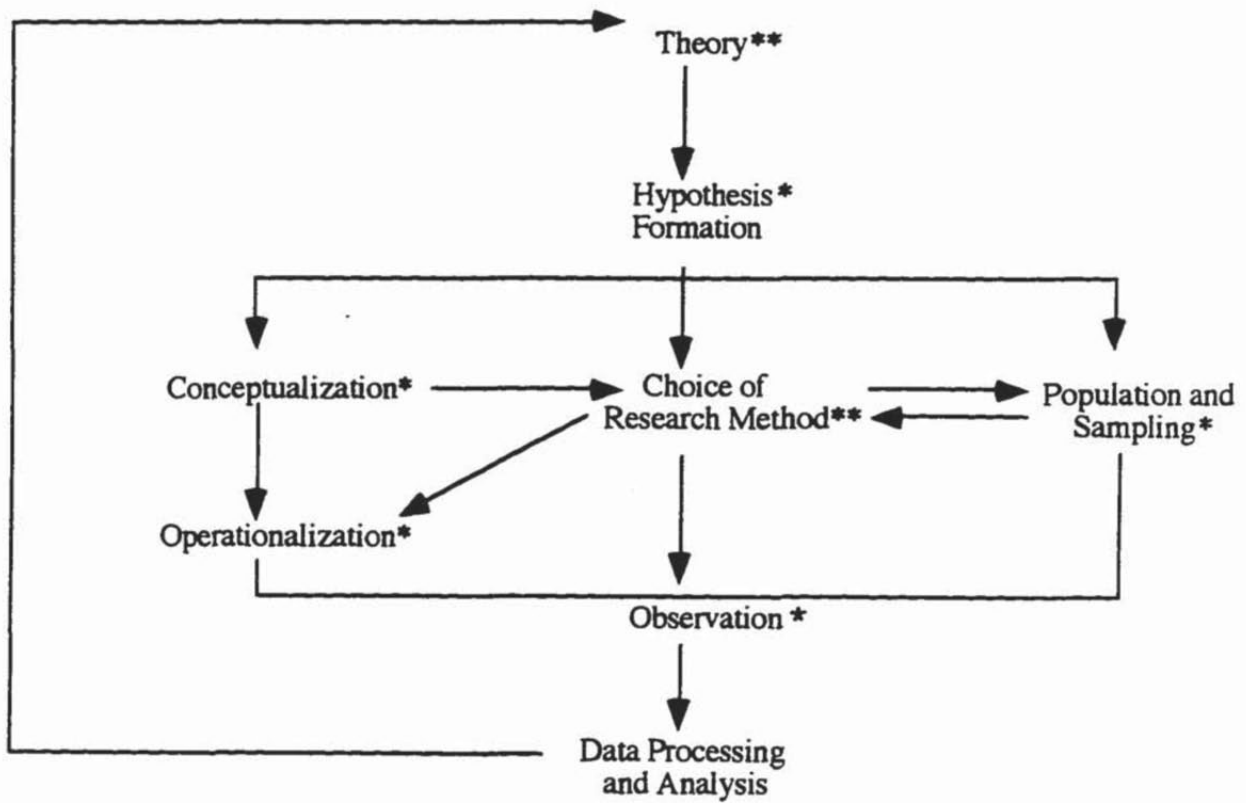 Theory**
Hypothesis*
Formation
Conceptualization*
Choice of
Research Method**
Population and
Sampling*
Operationalization*
Observation *
Data Processing
and Analysis